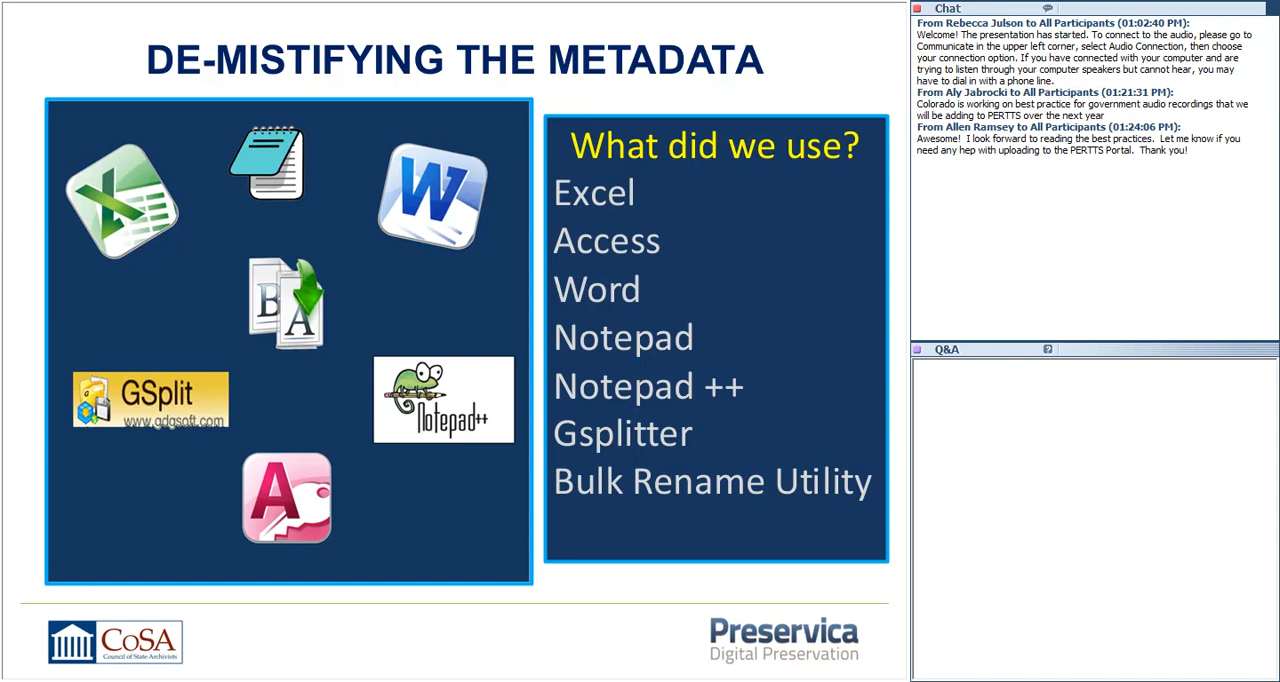 DE-MISTIFYING THE METADATA
GSplit
www.gdgsoft.com
Notepad++
What did we use?
Excel
Access
Word
Notepad
Notepad ++
Gsplitter
Bulk Rename Utility
CoSA
Council of State Archivists
Preservica
Digital Preservation
Chat
From Rebecca Julson to All Participants (01:02:40 PM):
Welcome! The presentation has started. To connect to the audio, please go to
Communicate in the upper left corner, select Audio Connection, then choose
your connection option. If you have connected with your computer and are
trying to listen through your computer speakers but cannot hear, you may
have to dial in with a phone line.
From Aly Jabrocki to All Participants (01:21:31 PM):
Colorado is working on best practice for government audio recordings that we
will be adding to PERTTS over the next year
From Allen Ramsey to All Participants (01:24:06 PM):
Awesome! I look forward to reading the best practices. Let me know if you
need any hep with uploading to the PERTTS Portal. Thank you!
Q&A